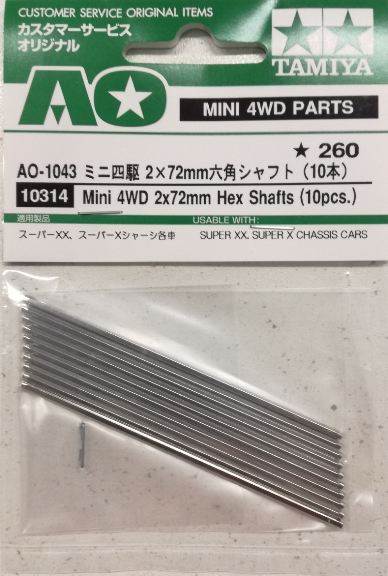 CUSTOMER SERVICE ORIGINAL ITEMS
カスタマーサービス
オリジナル
TAMIYA
AO
MINI 4WD PARTS
★ 260
AO-1043 ミニ四駆 2×72mm六角シャフト（10本）
10314 Mini 4WD 2x72mm Hex Shafts (10pcs.)
適用製品
USABLE WITH:
スーパーXX、スーパーXシャーシ各車
SUPER XX, SUPER X CHASSIS CARS